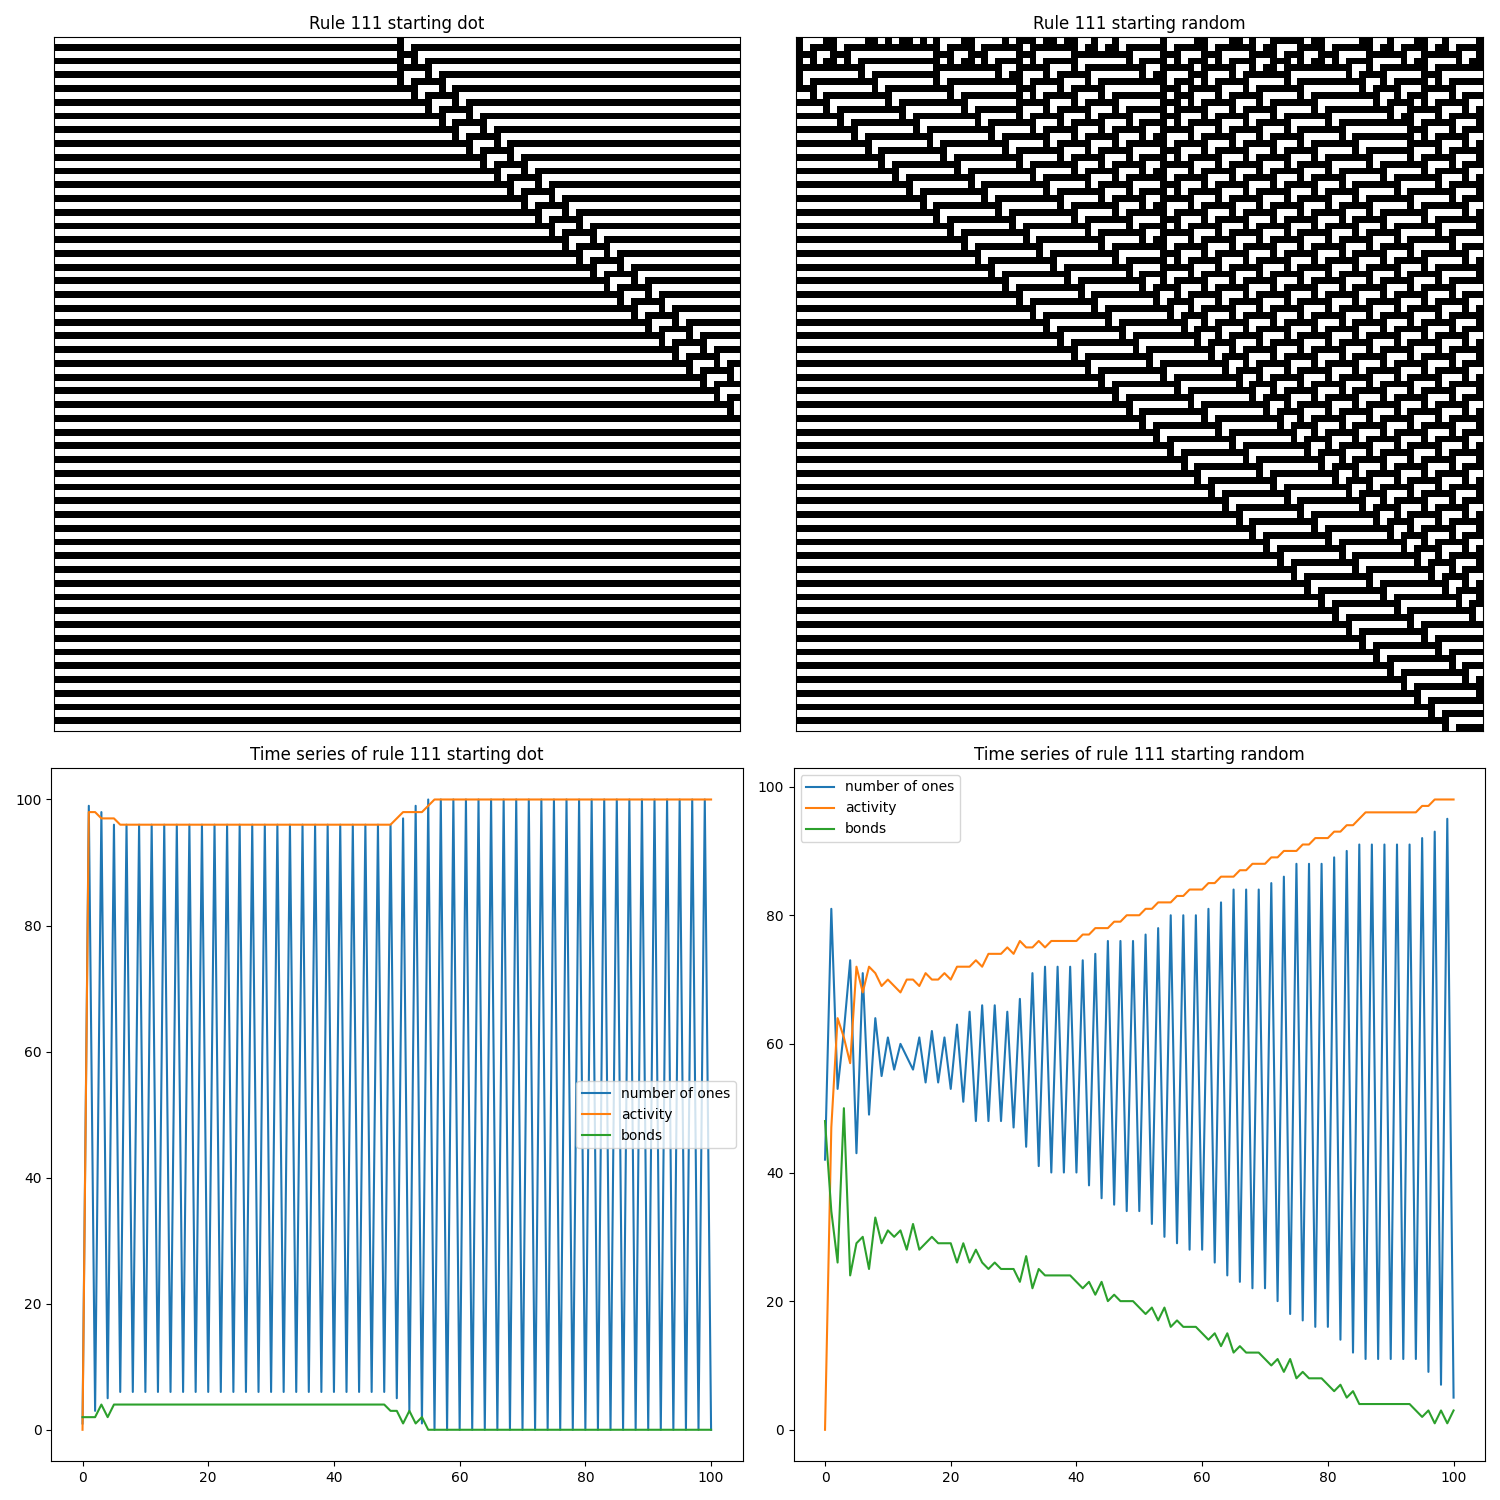 Rule 111 starting dot
Rule 111 starting random
Time series of rule 111 starting dot
100
80
60
40
20
0
0
20
40
60
80
100
number of ones
activity
bonds
Time series of rule 111 starting random
100
80
60
40
20
0
0
20
40
60
80
100
number of ones
activity
bonds